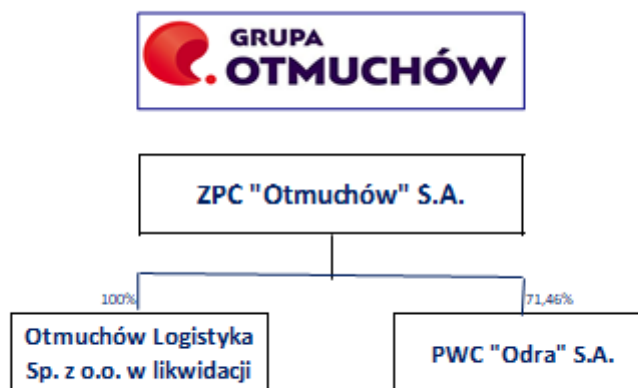 GRUPA
OTMUCHÓW
ZPC "Otmuchów" S.A.
100%
71,46%
Otmuchów Logistyka
Sp. z o.o. w likwidacji
PWC "Odra" S.A.